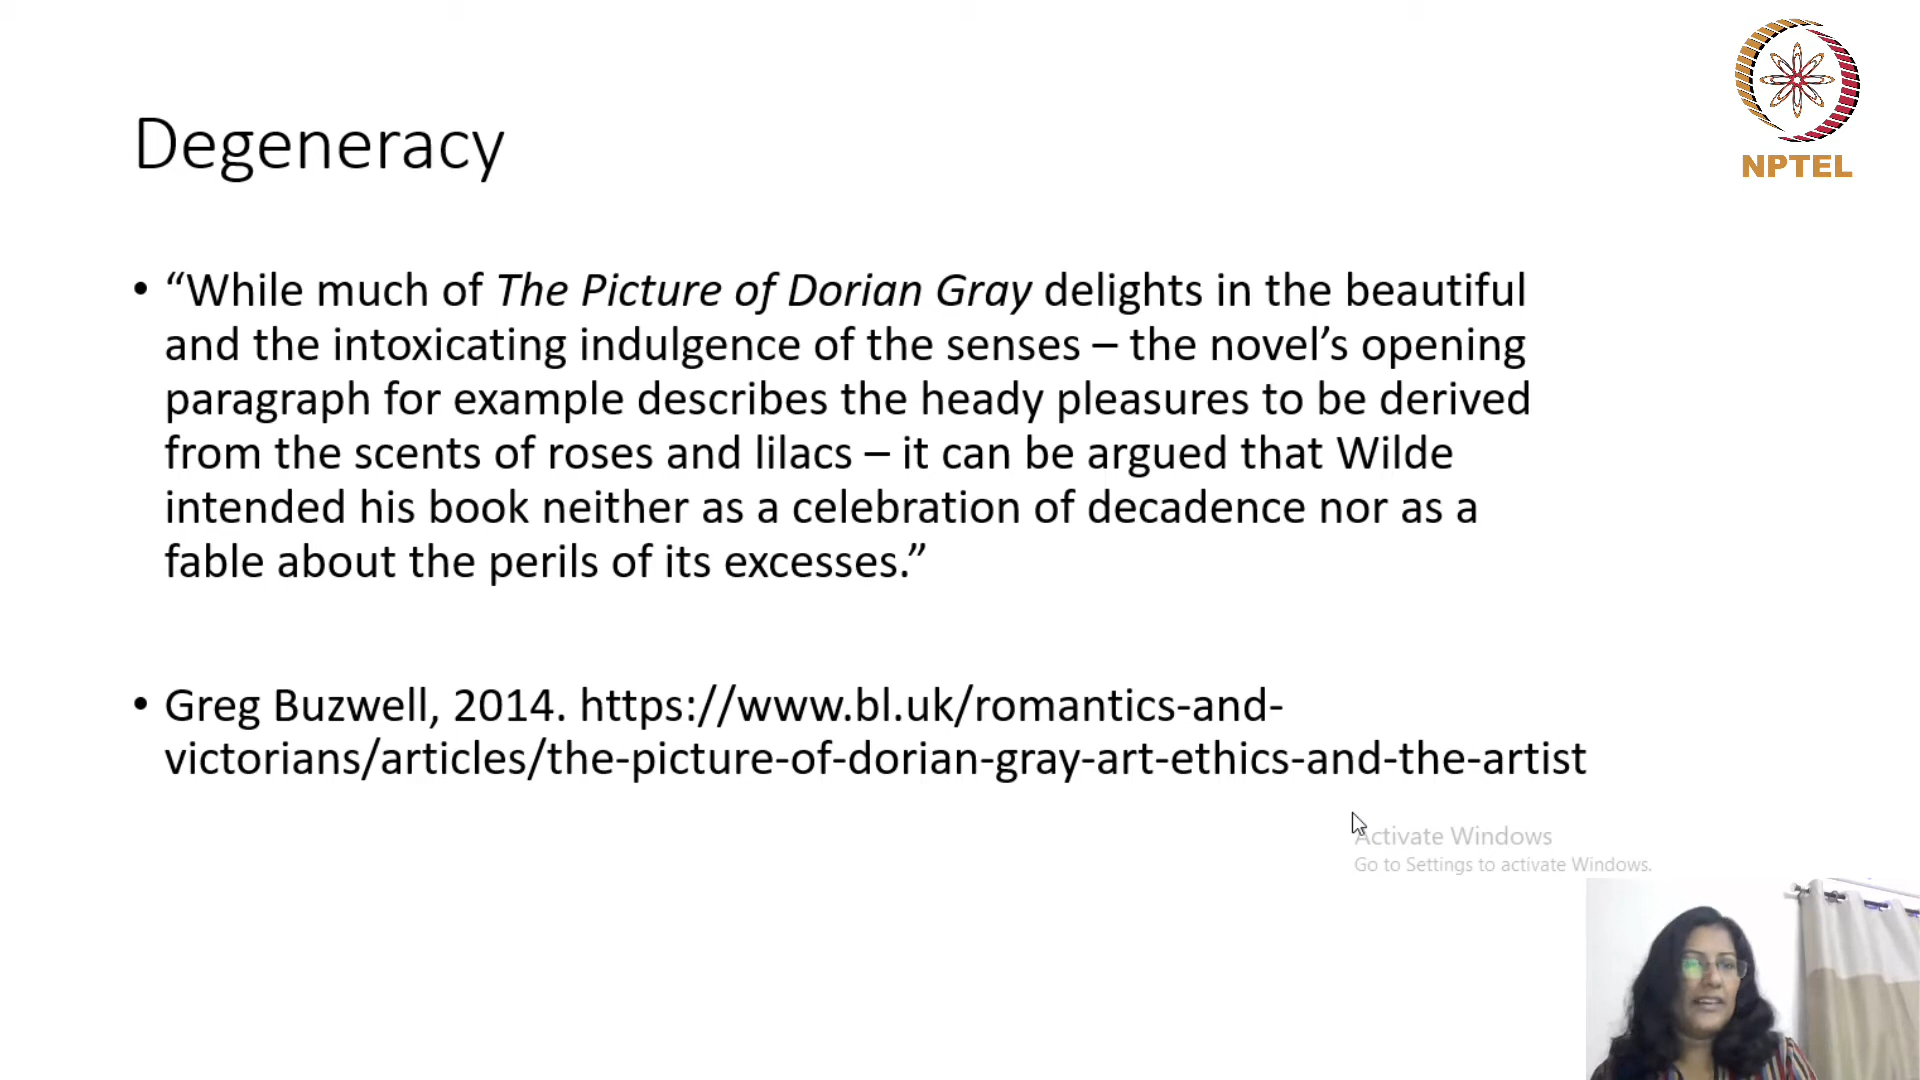 NPTEL
Degeneracy
• “While much of The Picture of Dorian Gray delights in the beautiful
and the intoxicating indulgence of the senses – the novel’s opening
paragraph for example describes the heady pleasures to be derived
from the scents of roses and lilacs – it can be argued that Wilde
intended his book neither as a celebration of decadence nor as a
fable about the perils of its excesses.”
• Greg Buzwell, 2014. https://www.bl.uk/romantics-and-
victorians/articles/the-picture-of-dorian-gray-art-ethics-and-the-artist
Activate Windows
Go to Settings to activate Windows.